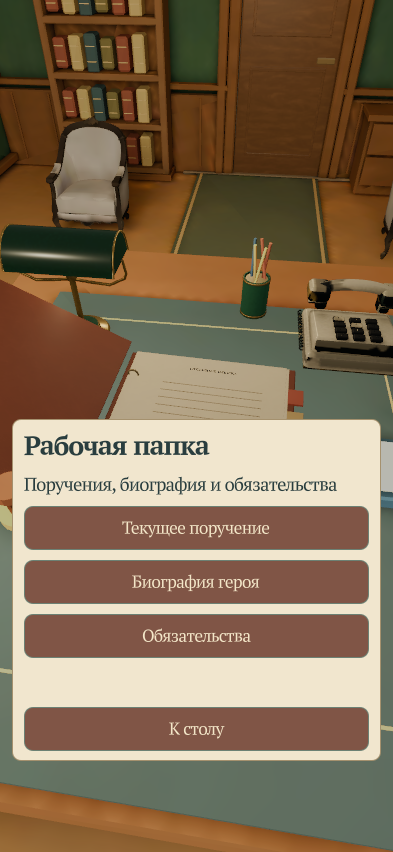 Рабочая папка
Поручения, биография и обязательства
Текущее поручение
Биография героя
Обязательства
К столу